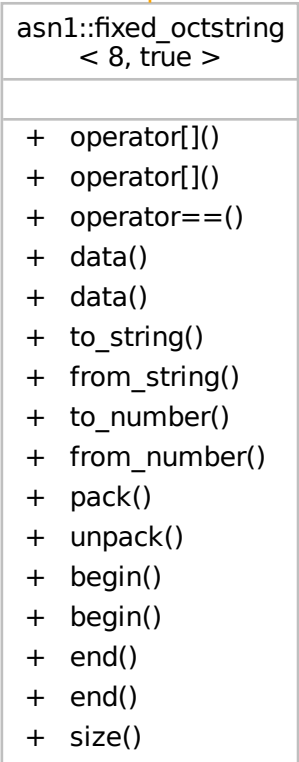 asn1::fixed_octstring
< 8, true >
+ operator[]()
+ operator[]()
+ operator==()
+ data()
+ data()
+ to_string()
+ from_string()
+ to_number()
+ from_number()
+ pack()
+ unpack()
+ begin()
+ begin()
+ end()
+ end()
+ size()